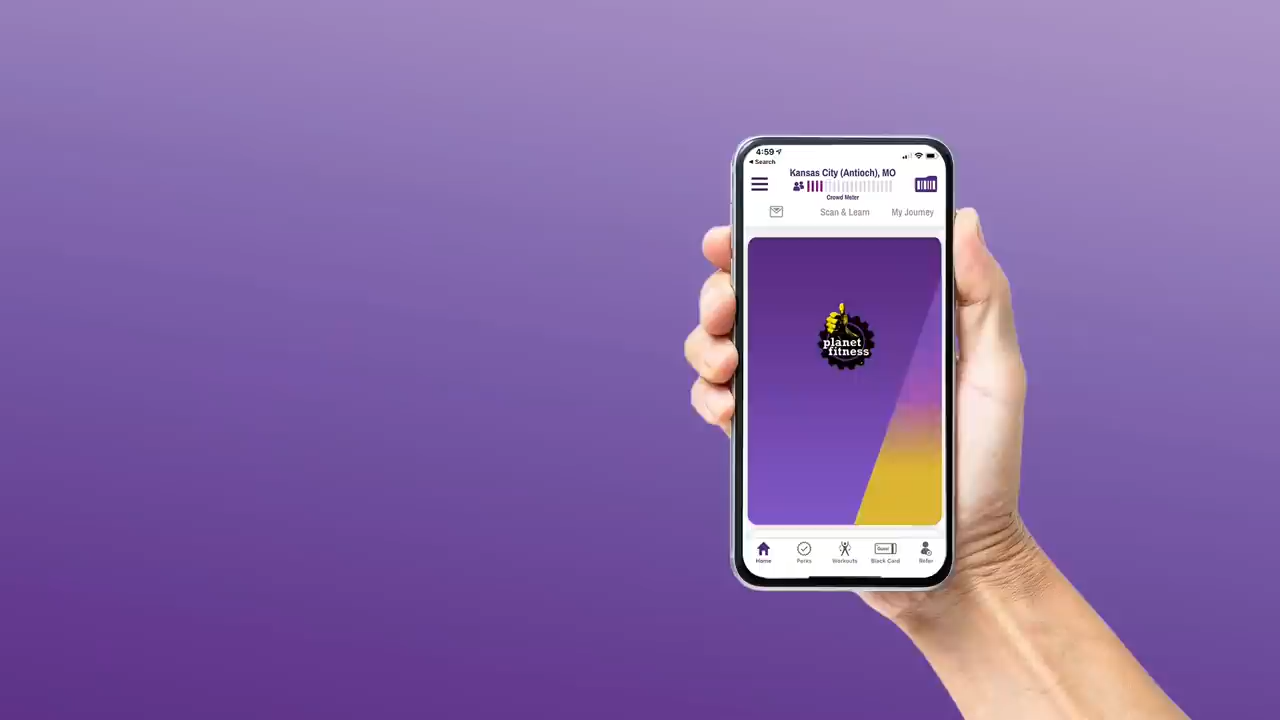 4:59
Search
Kansas City (Antioch), MO
Crowd Meter
Scan & Learn
My Journey
planet
fitness
Home
Perks
Workouts
Black Card
Refer